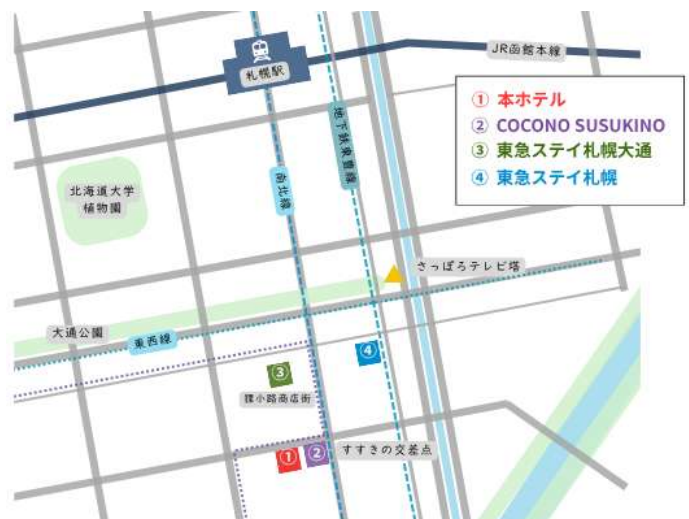 JR函館本線
札幌駅
① 本ホテル
② COCONO SUSUKINO
③ 東急ステイ札幌大通
④ 東急ステイ札幌
地下鉄東豊線
南北線
北海道大学
植物園
さっぽろテレビ塔
大通公園
東西線
④
③
狸小路商店街
すすきの交差点
①
②